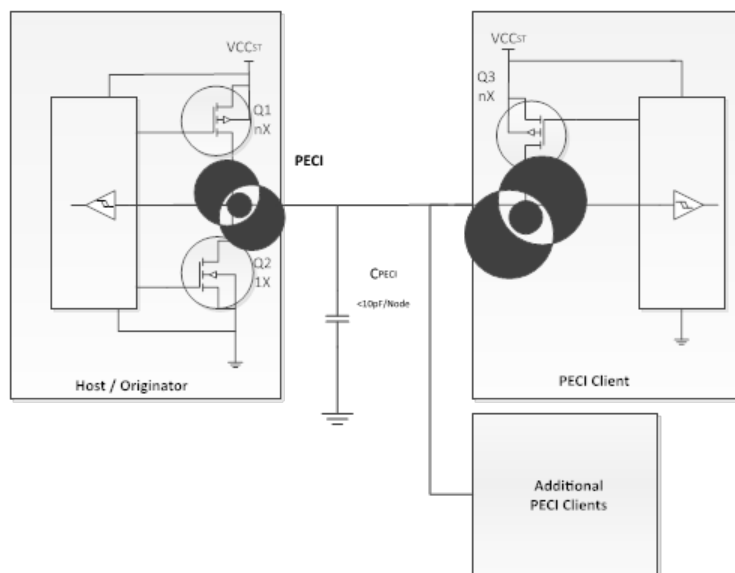 VCCST
VCCST
Q1
nX
Q3
nX
PECI
Q2
1X
CPECI
<10pF/Node
Host / Originator
PECI Client
Additional
PECI Clients